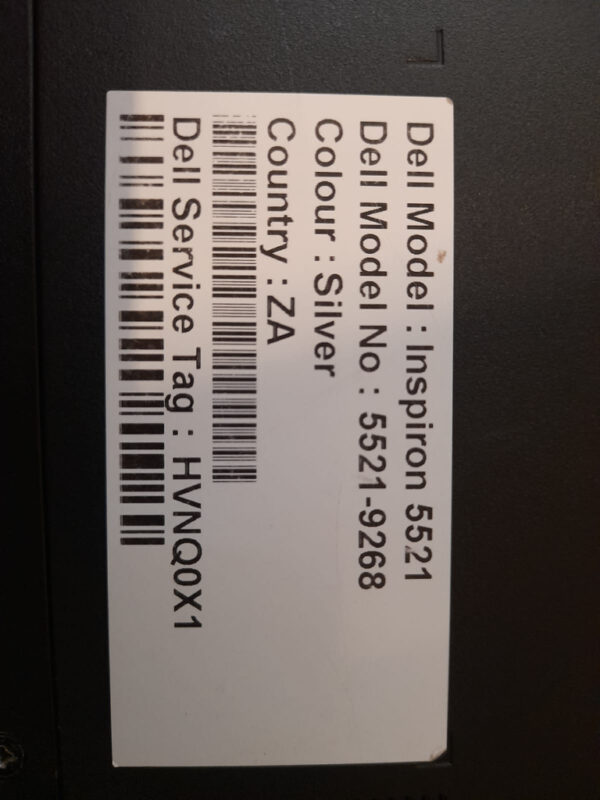 Dell Model : Inspiron 5521
Dell Model No : 5521-9268
Colour : Silver
Country : ZA
Dell Service Tag : HVNQ0X1